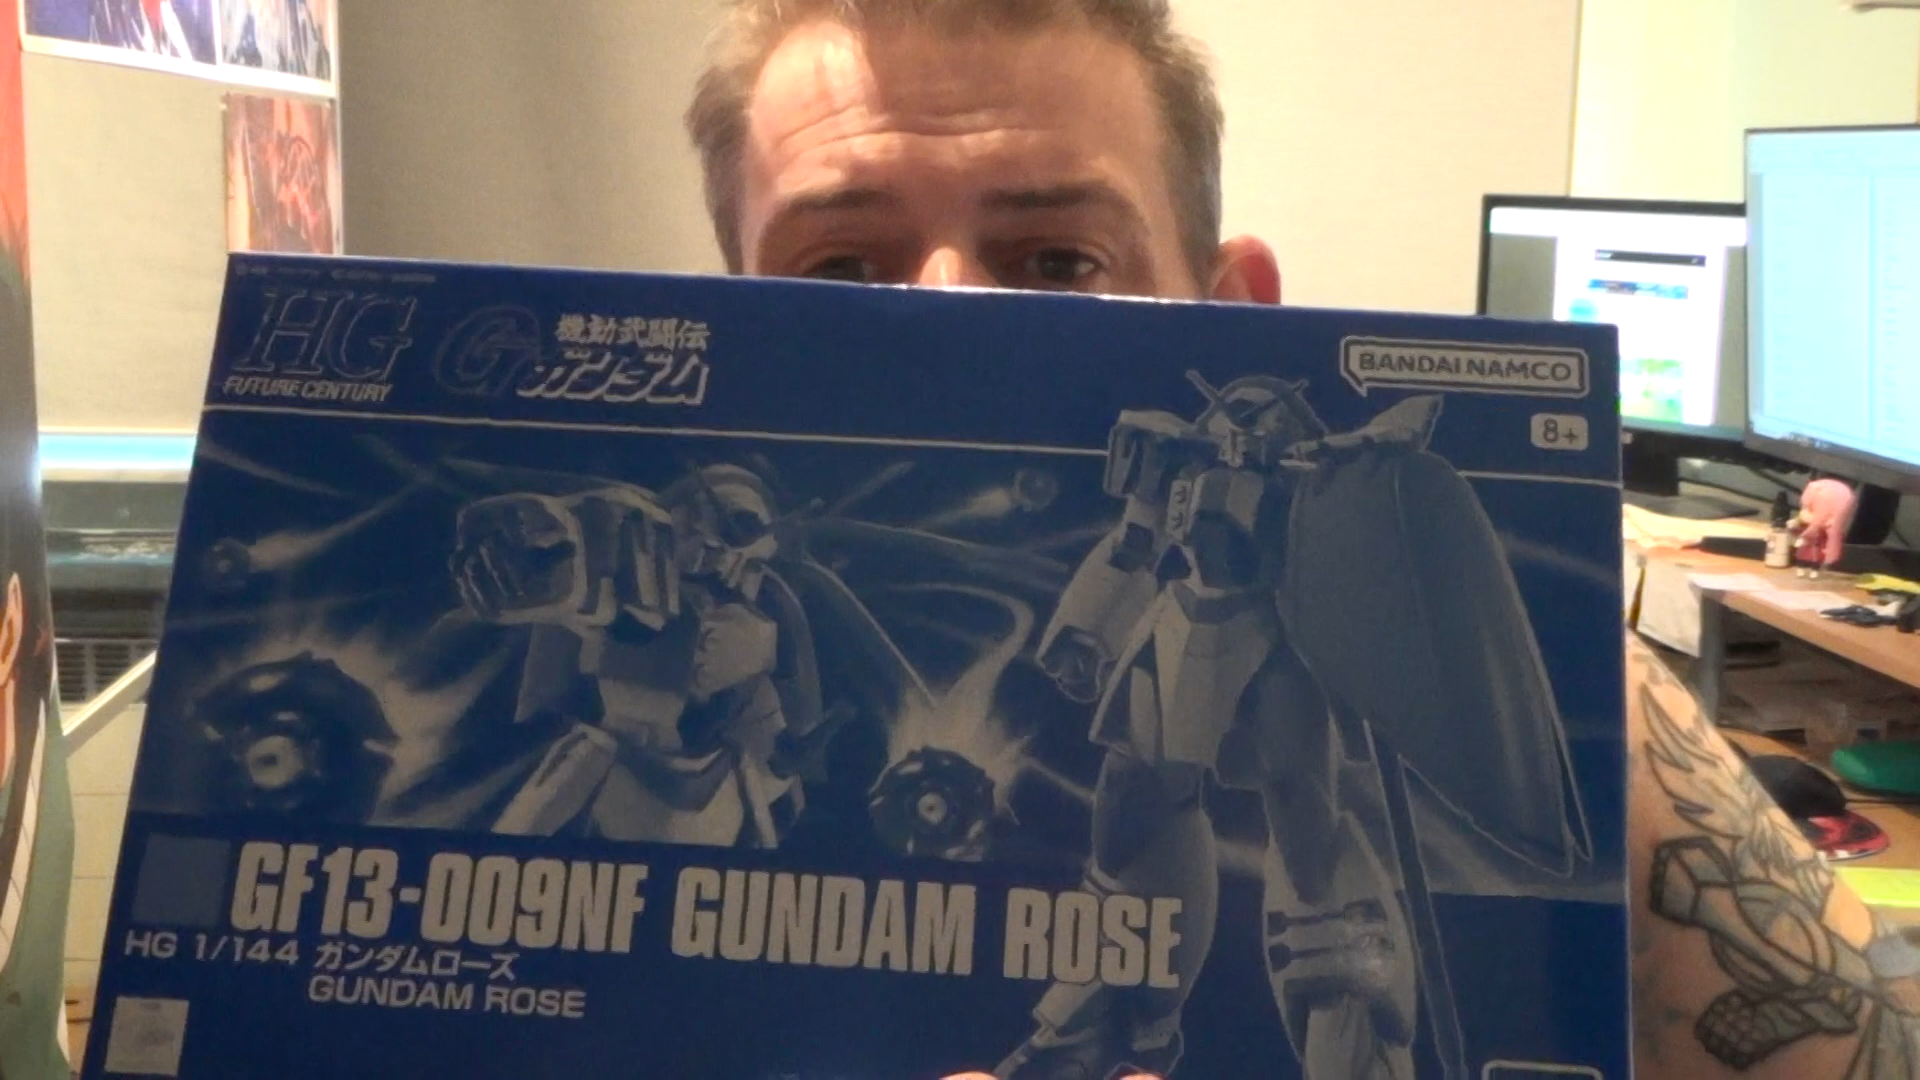 HG
FUTURE CENTURY
G
機動武闘伝
ガンダム
BANDAI NAMCO
8+
GF13-009NF GUNDAM ROSE
HG 1/144 ガンダムローズ
GUNDAM ROSE